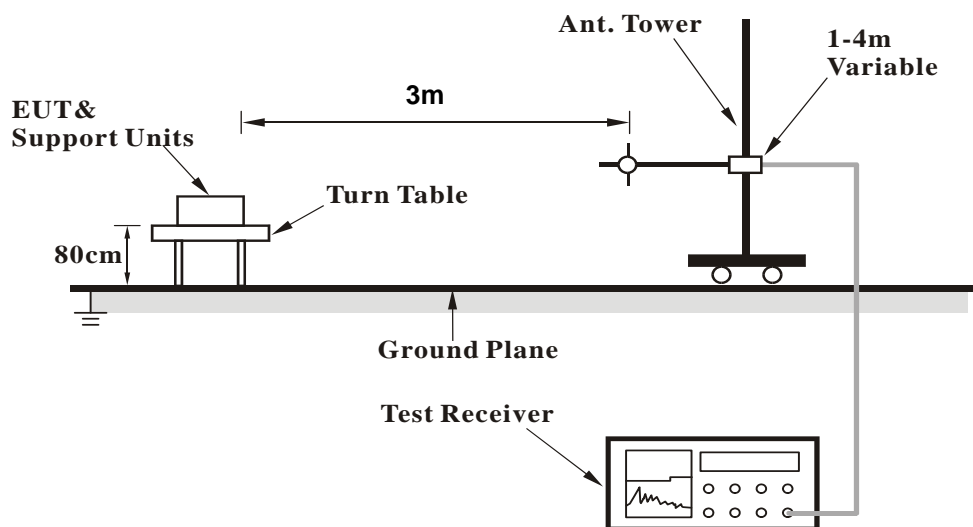 Ant. Tower
1-4m
Variable
3m
EUT&
Support Units
Turn Table
80cm
Ground Plane
Test Receiver